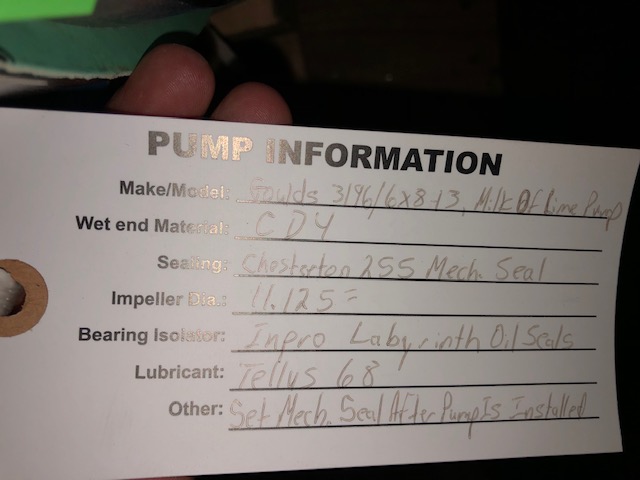 PUMP INFORMATION
Make/Model: Goulds 3196/6x8-13, Milk Of Lime Pump
Wet end Material: CD4
Sealing: Chesterton 255 Mech. Seal
Impeller Dia.: 11.125"
Bearing Isolator: Inpro Labyrinth Oil Seals
Lubricant: Tellus 68
Other: Set Mech. Seal After Pump Is Installed